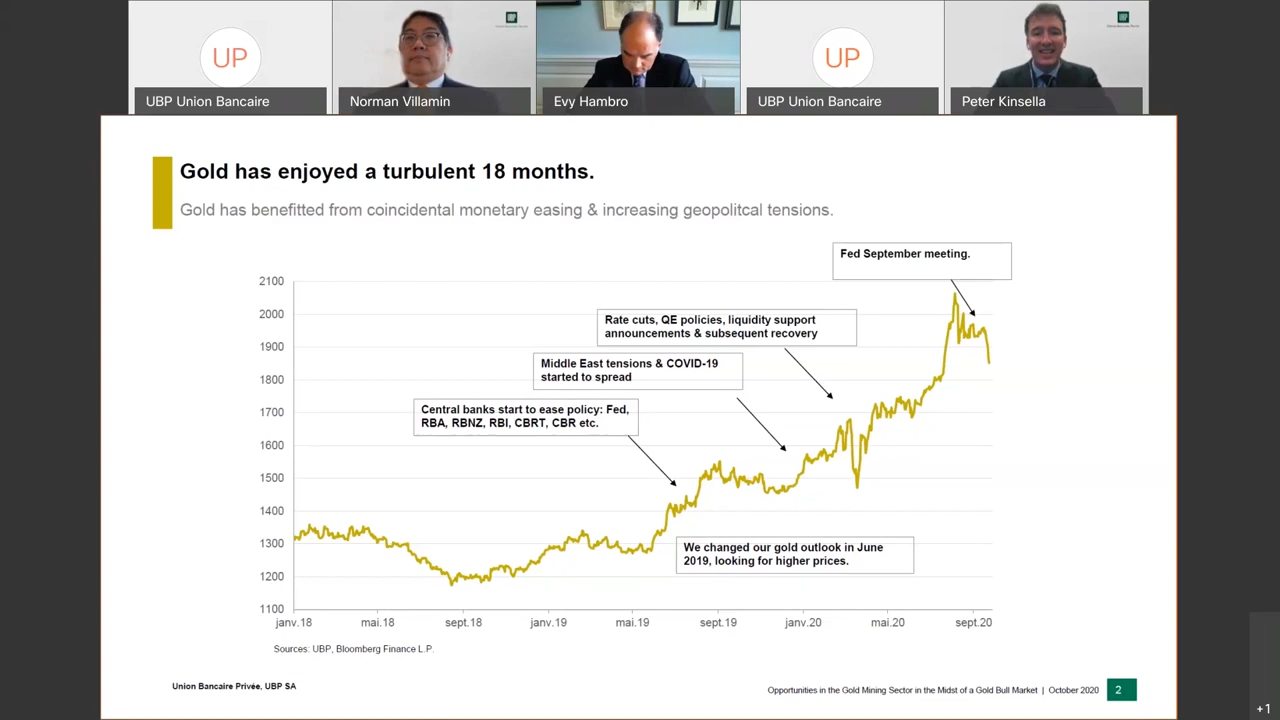 UP
UP
UBP Union Bancaire
Norman Villamin
Evy Hambro
UBP Union Bancaire
Peter Kinsella
Gold has enjoyed a turbulent 18 months.
Gold has benefitted from coincidental monetary easing & increasing geopolitcal tensions.
Fed September meeting.
Rate cuts, QE policies, liquidity support
announcements & subsequent recovery
Middle East tensions & COVID-19
started to spread
Central banks start to ease policy: Fed,
RBA, RBNZ, RBI, CBRT, CBR etc.
We changed our gold outlook in June
2019, looking for higher prices.
2100
2000
1900
1800
1700
1600
1500
1400
1300
1200
1100
janv.18 mai.18 sept.18 janv.19 mai.19 sept.19 janv.20 mai.20 sept.20
Sources: UBP, Bloomberg Finance L.P.
Union Bancaire Privée, UBP SA
Opportunities in the Gold Mining Sector in the Midst of a Gold Bull Market | October 2020 2
+1